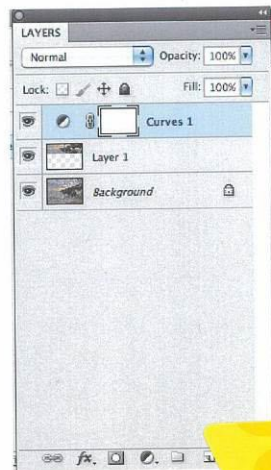 LAYERS
Normal Opacity: 100%
Lock: Fill: 100%
Curves 1
Layer 1
Background
fx.